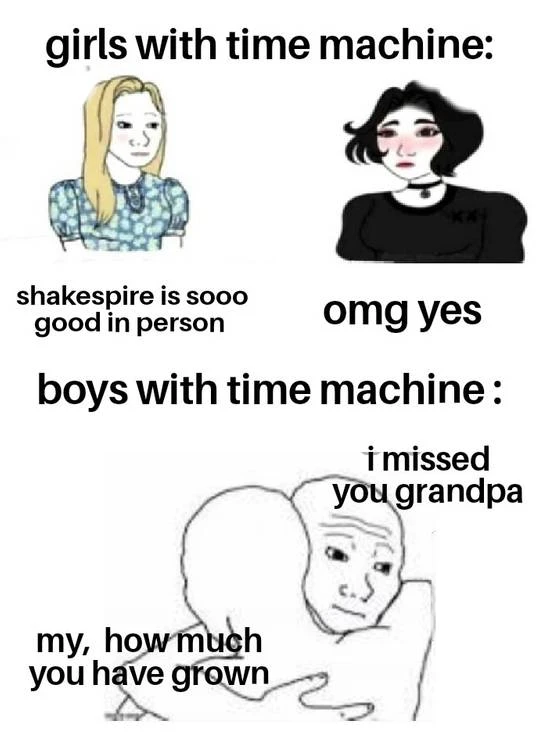 girls with time machine:
shakespire is sooo
good in person
omg yes
boys with time machine :
i missed
you grandpa
my, how much
you have grown